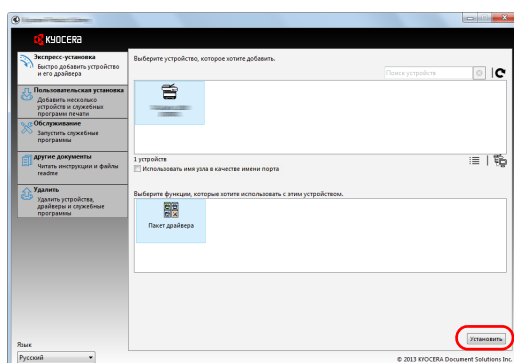 KYOCERA
Экспресс-установка
Быстро добавить устройство
и его драйвера
Пользовательская установка
Добавить несколько
устройств и служебных
программ печати
Обслуживание
Запустить служебные
программы
другие документы
Читать инструкции и файлы
readme
Удалить
Удалить устройства,
драйверы и служебные
программы
Язык
Русский
Выберите устройство, которое хотите добавить.
Поиск устройств
1 устройств
Использовать имя узла в качестве имени порта
Выберите функции, которые хотите использовать с этим устройством.
Пакет драйвера
Установить
© 2013 KYOCERA Document Solutions Inc.